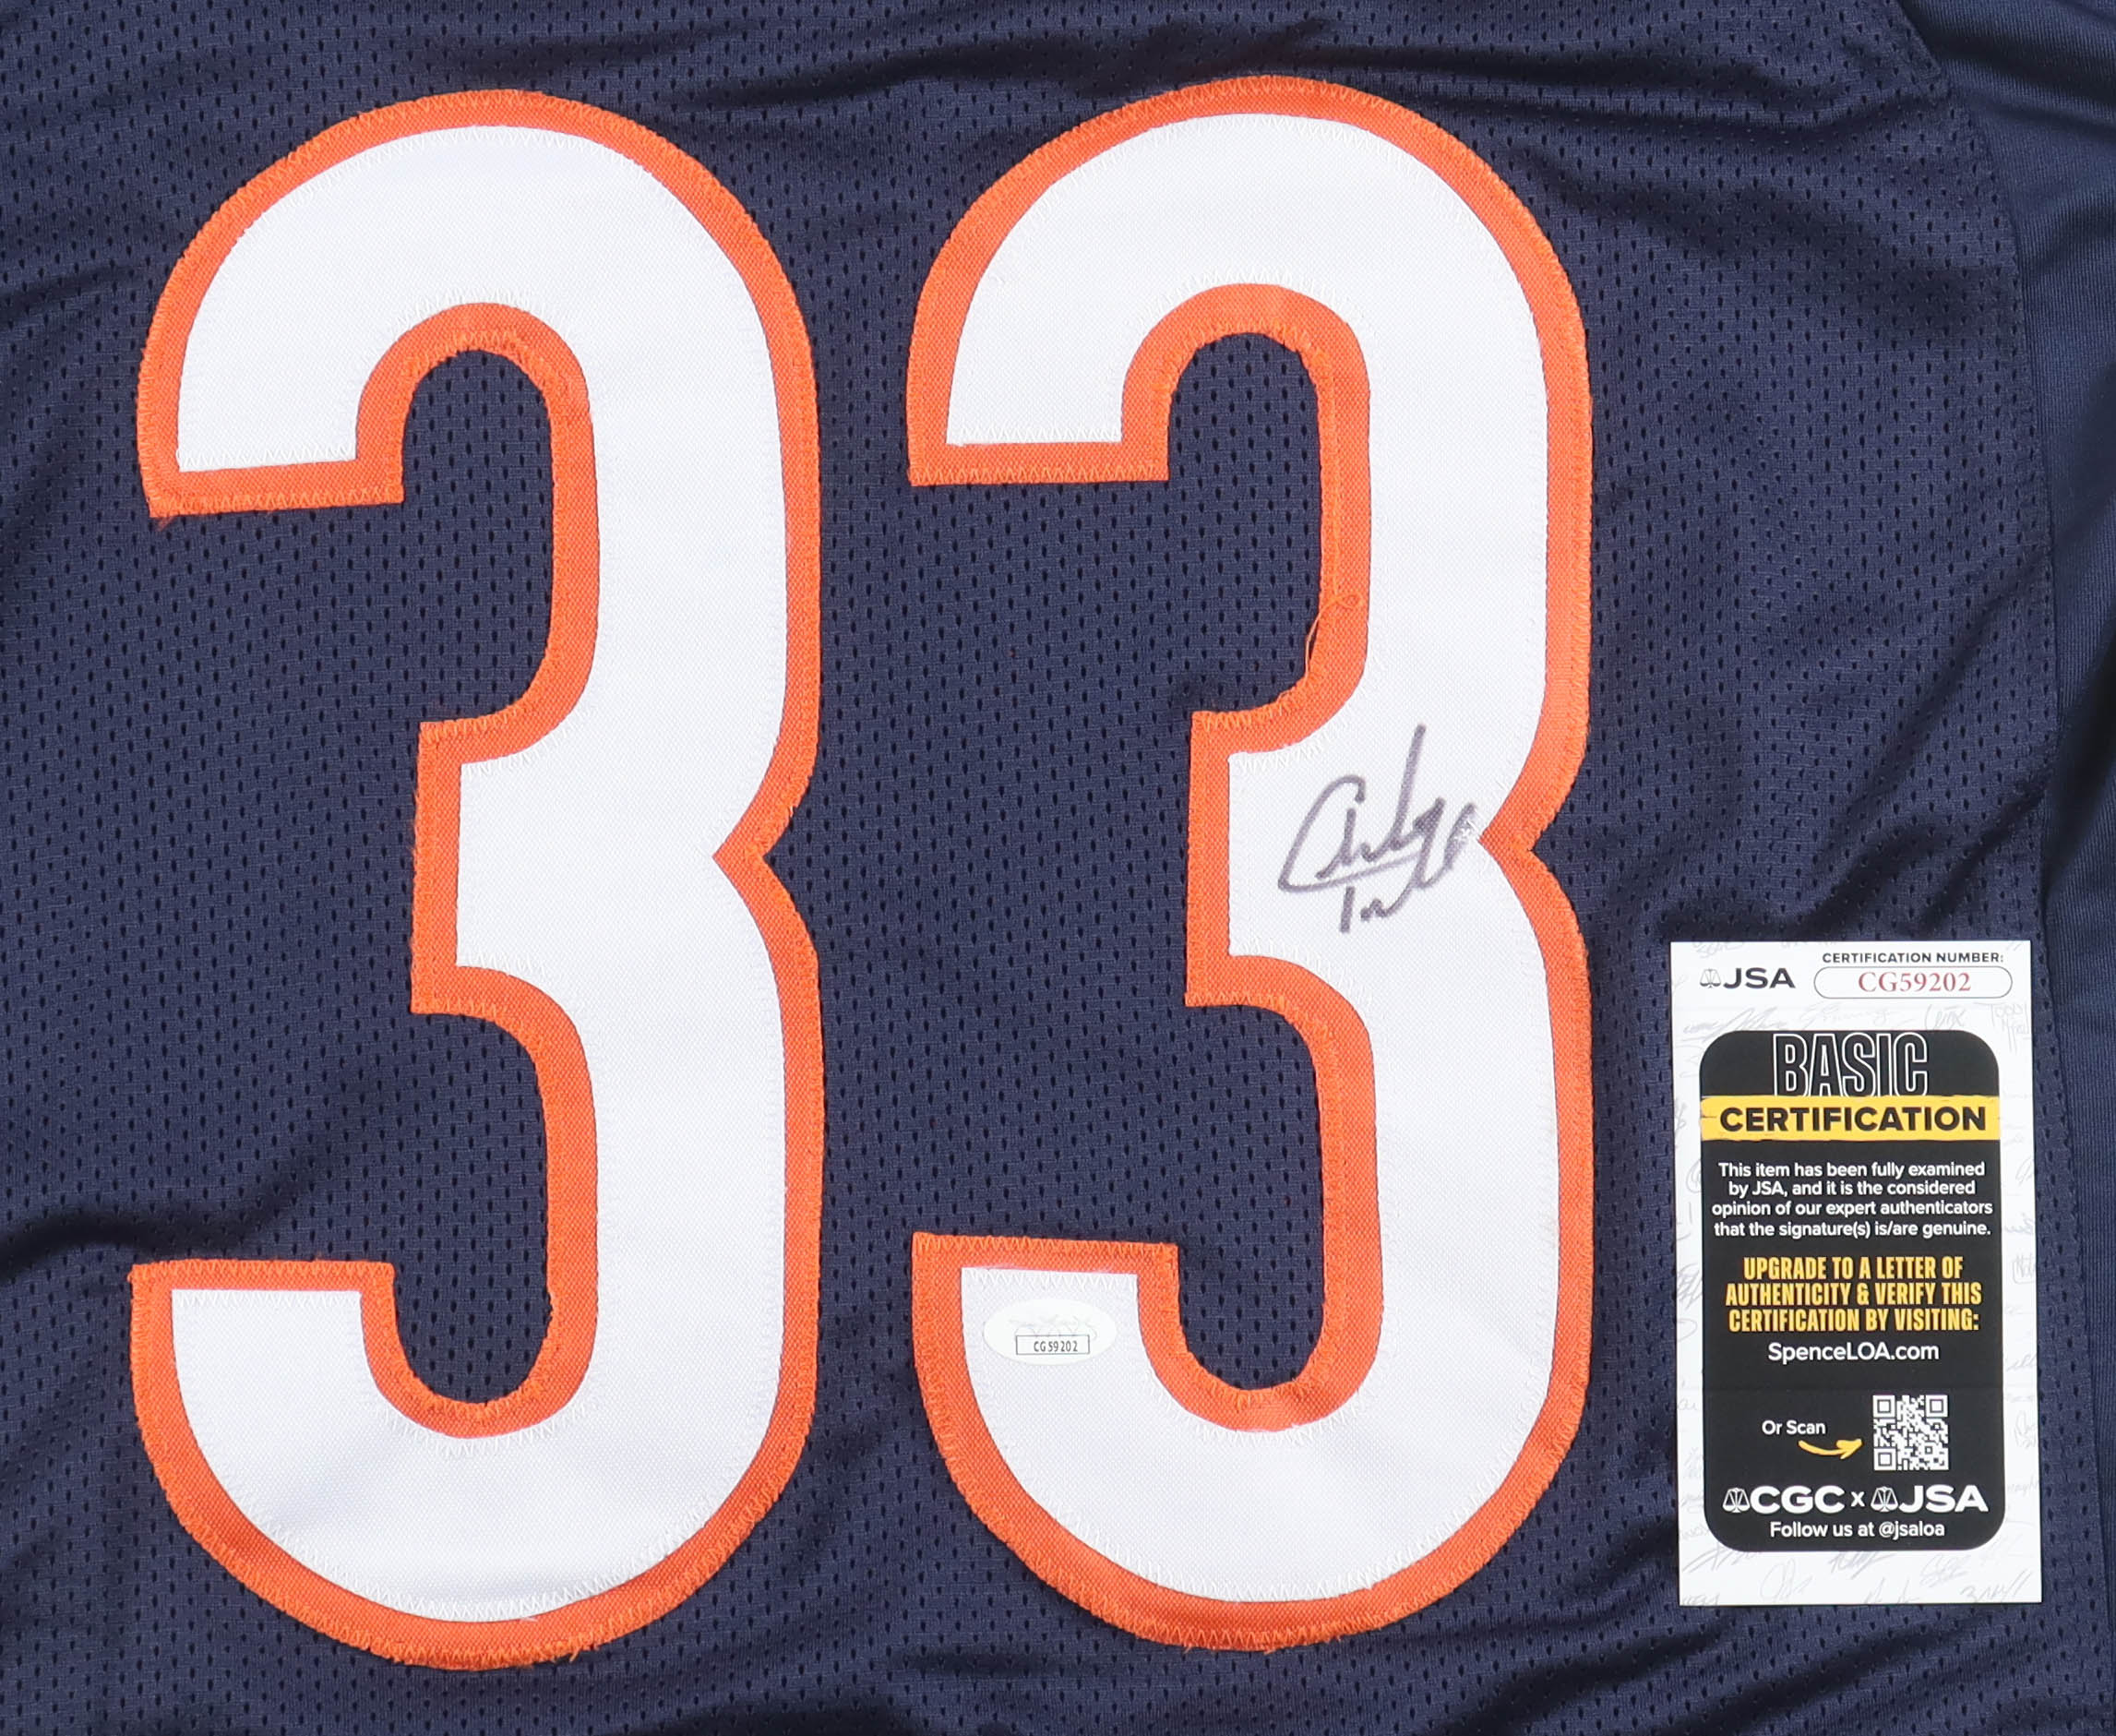 33
JSA
CERTIFICATION NUMBER:
CG59202
BASIC
CERTIFICATION
This item has been fully examined
by JSA, and it is the considered
opinion of our expert authenticators
that the signature(s) is/are genuine.
UPGRADE TO A LETTER OF
AUTHENTICITY & VERIFY THIS
CERTIFICATION BY VISITING:
SpenceLOA.com
Or Scan
CGC x JSA
Follow us at @jsaloa
CG59202